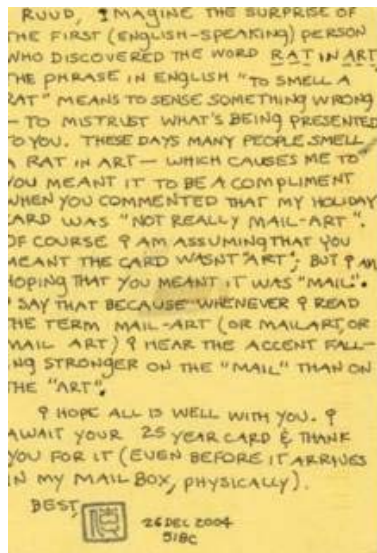 RUUD, I MAGINE THE SURPRISE OF
THE FIRST (ENGLISH-SPEAKING) PERSON
WHO DISCOVERED THE WORD RAT IN ART
THE PHRASE IN ENGLISH "TO SMELL A
RAT" MEANS TO SENSE SOMETHING WRONG
- TO MISTRUST WHAT'S BEING PRESENTED
TO YOU. THESE DAYS MANY PEOPLE SMELL
A RAT IN ART - WHICH CAUSES ME TO
YOU MEANT IT TO BE A COMPLIMENT
WHEN YOU COMMENTED THAT MY HOLIDAY
CARD WAS "NOT REALLY MAIL-ART".
OF COURSE I AM ASSUMING THAT YOU
MEANT THE CARD WASNT "ART"; BUT I AM
HOPING THAT YOU MEANT IT WAS "MAIL".
I SAY THAT BECAUSE WHENEVER I READ
THE TERM MAIL-ART (OR MAILART, OR
MAIL ART) I HEAR THE ACCENT FALL-
ING STRONGER ON THE "MAIL" THAN ON
THE "ART".
I HOPE ALL IS WELL WITH YOU. I
AWAIT YOUR 25 YEAR CARD & THANK
YOU FOR IT (EVEN BEFORE IT ARRIVES
IN MY MAIL BOX, PHYSICALLY).
BEST,
26 DEC 2004